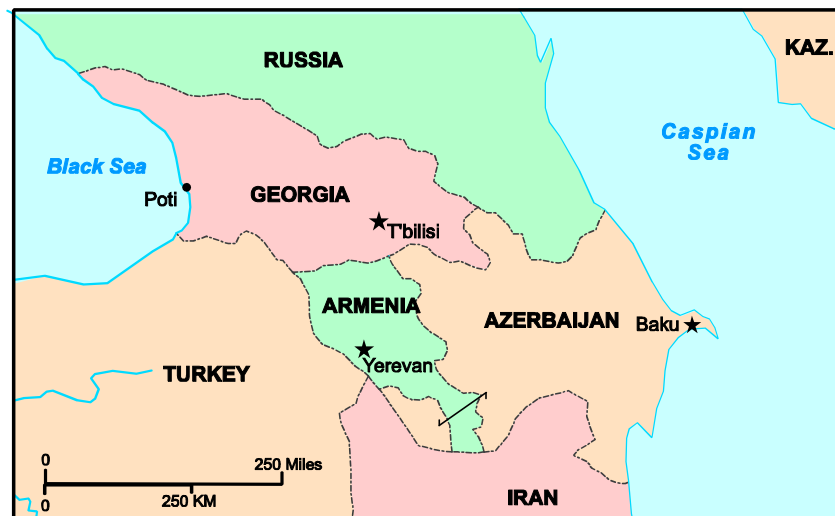 RUSSIA
KAZ.
Caspian
Sea
Black Sea
Poti
GEORGIA
T'bilisi
ARMENIA
AZERBAIJAN
Baku
Yerevan
TURKEY
0
250 Miles
0
250 KM
IRAN